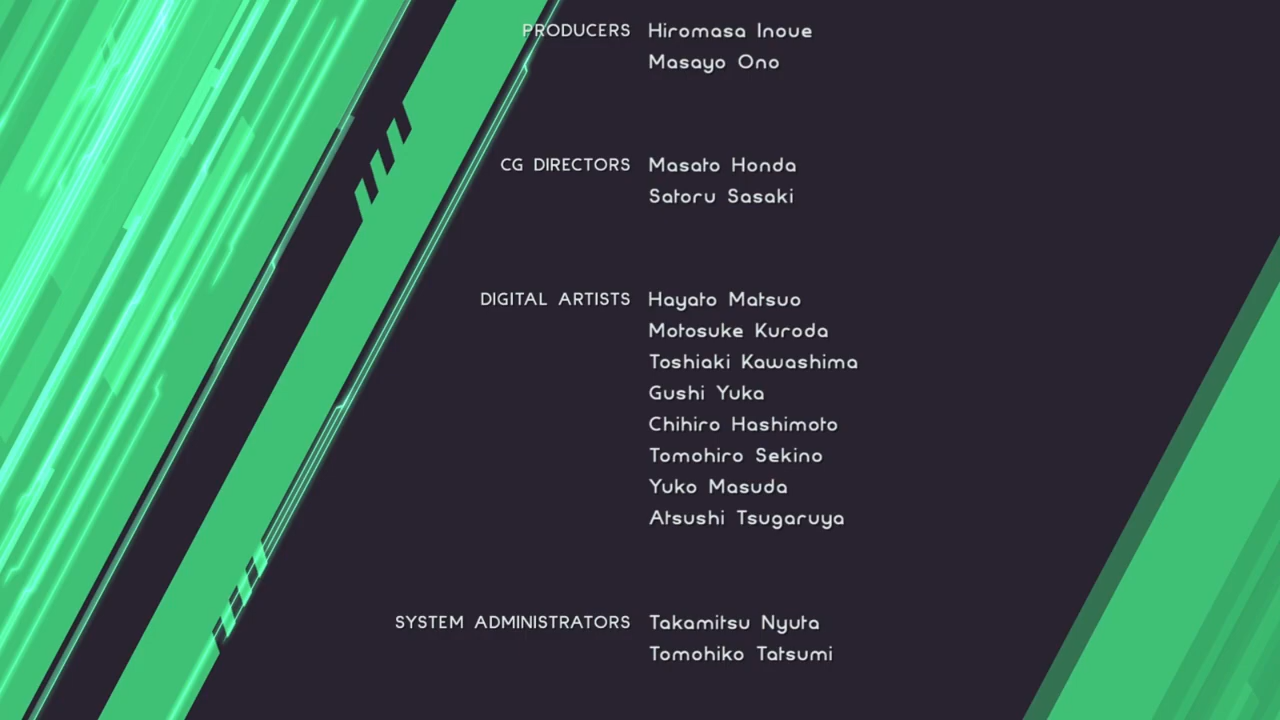 PRODUCERS Hiromasa Inoue
Masayo Ono
CG DIRECTORS Masato Honda
Satoru Sasaki
DIGITAL ARTISTS Hayato Matsuo
Motosuke Kuroda
Toshiaki Kawashima
Gushi Yuka
Chihiro Hashimoto
Tomohiro Sekino
Yuko Masuda
Atsushi Tsugaruya
SYSTEM ADMINISTRATORS Takamitsu Nyuta
Tomohiko Tatsumi